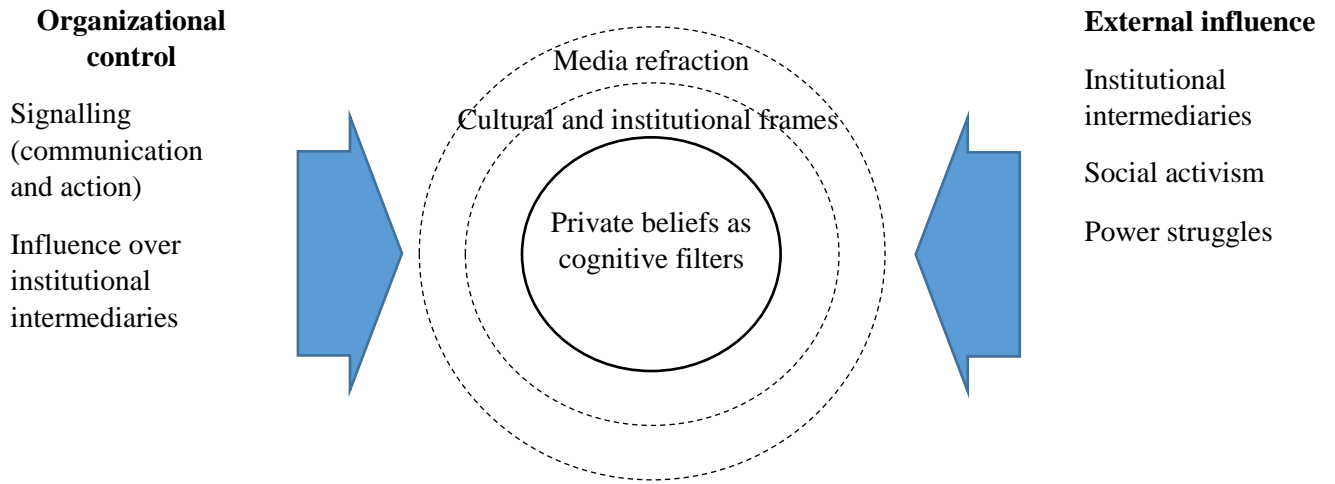 Organizational
control
Signalling
(communication
and action)
Influence over
institutional
intermediaries
Media refraction
Cultural and institutional frames
Private beliefs as
cognitive filters
External influence
Institutional
intermediaries
Social activism
Power struggles